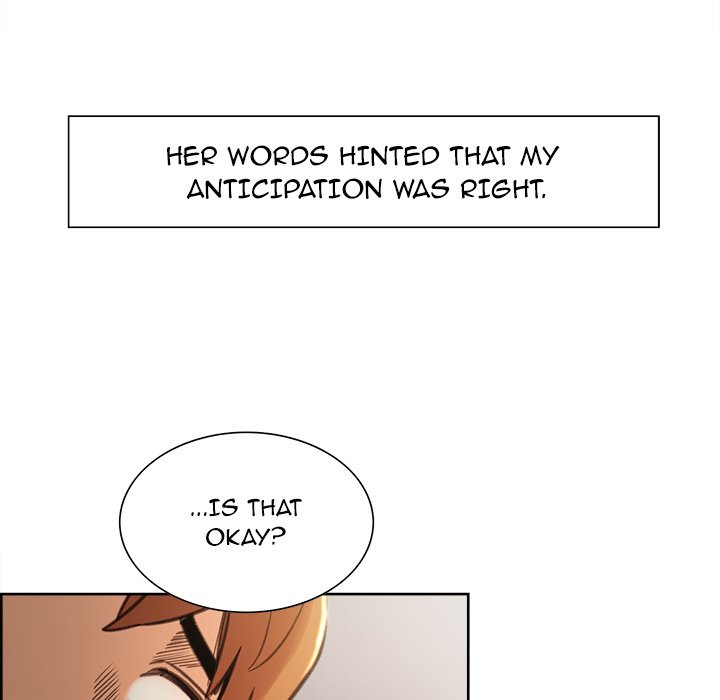 HER WORDS HINTED THAT MY
ANTICIPATION WAS RIGHT.
...IS THAT
OKAY?